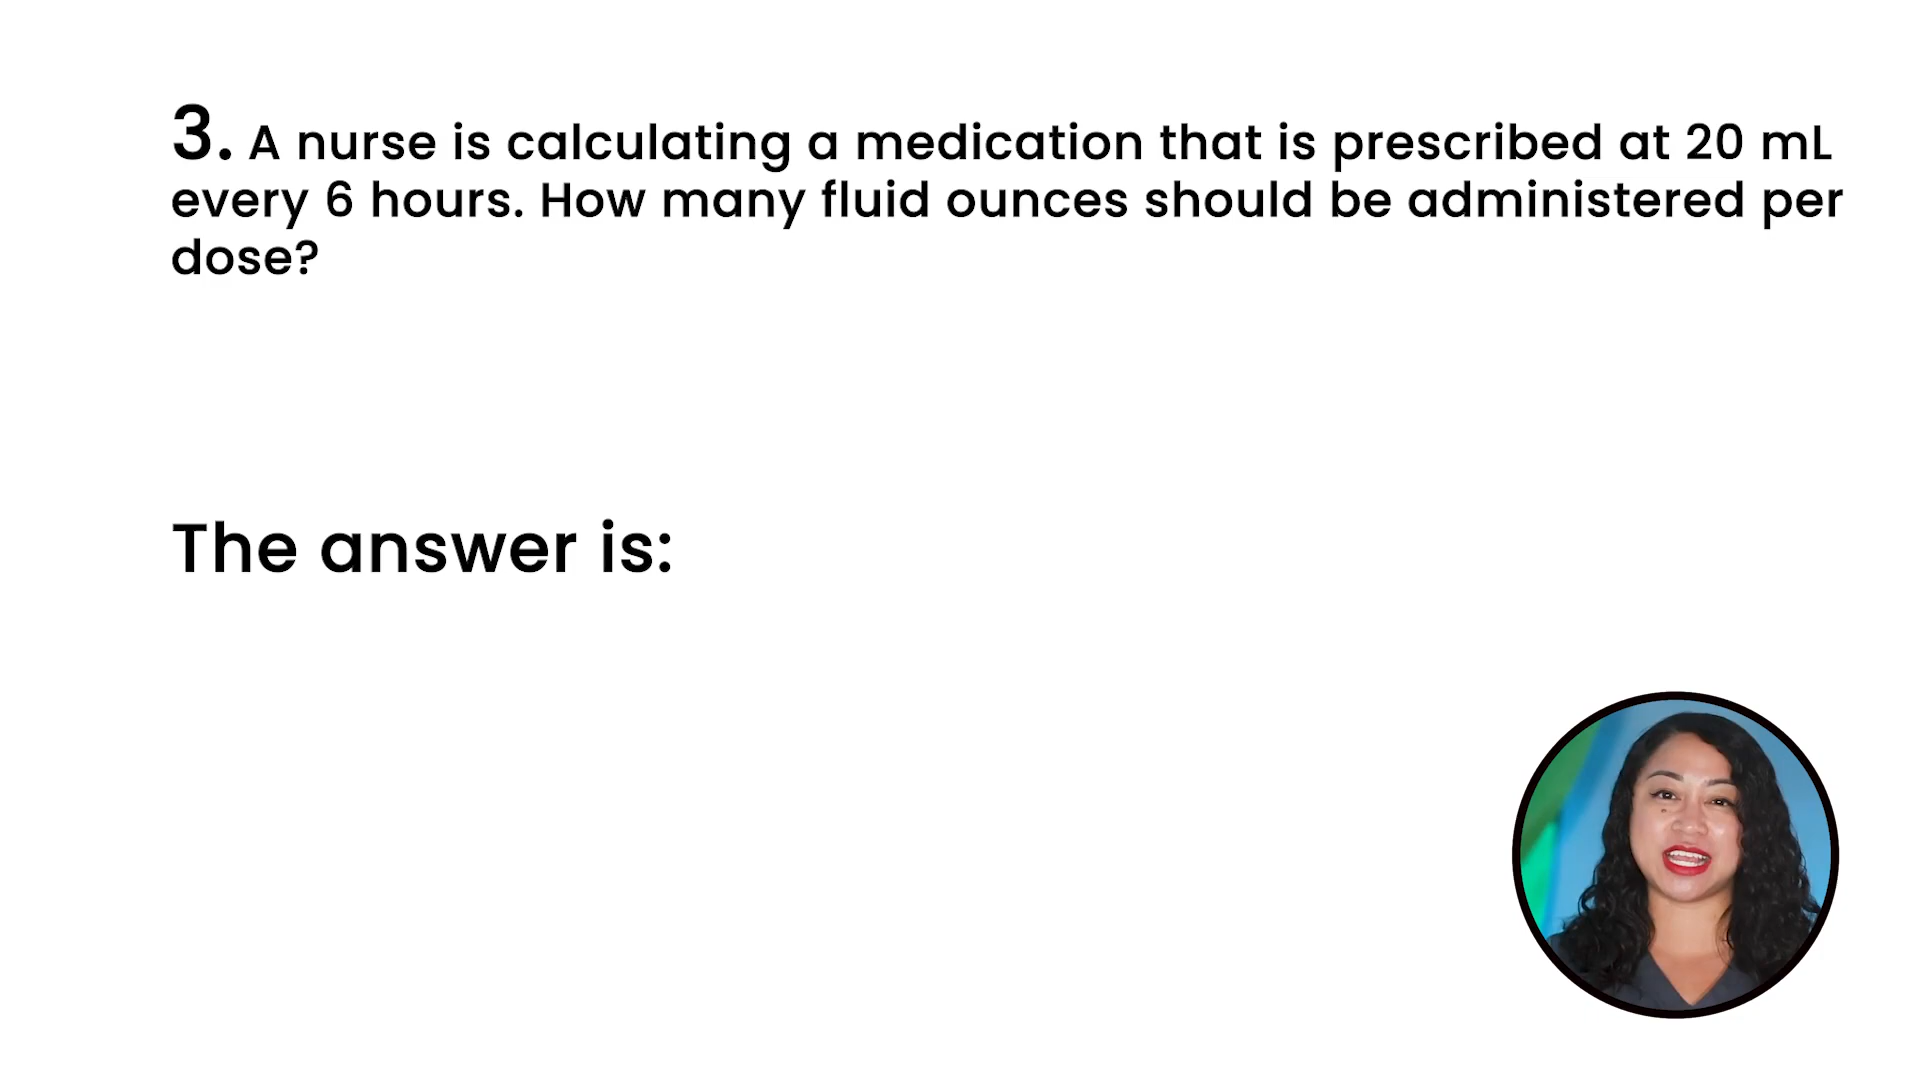 3. A nurse is calculating a medication that is prescribed at 20 mL
every 6 hours. How many fluid ounces should be administered per
dose?
The answer is: